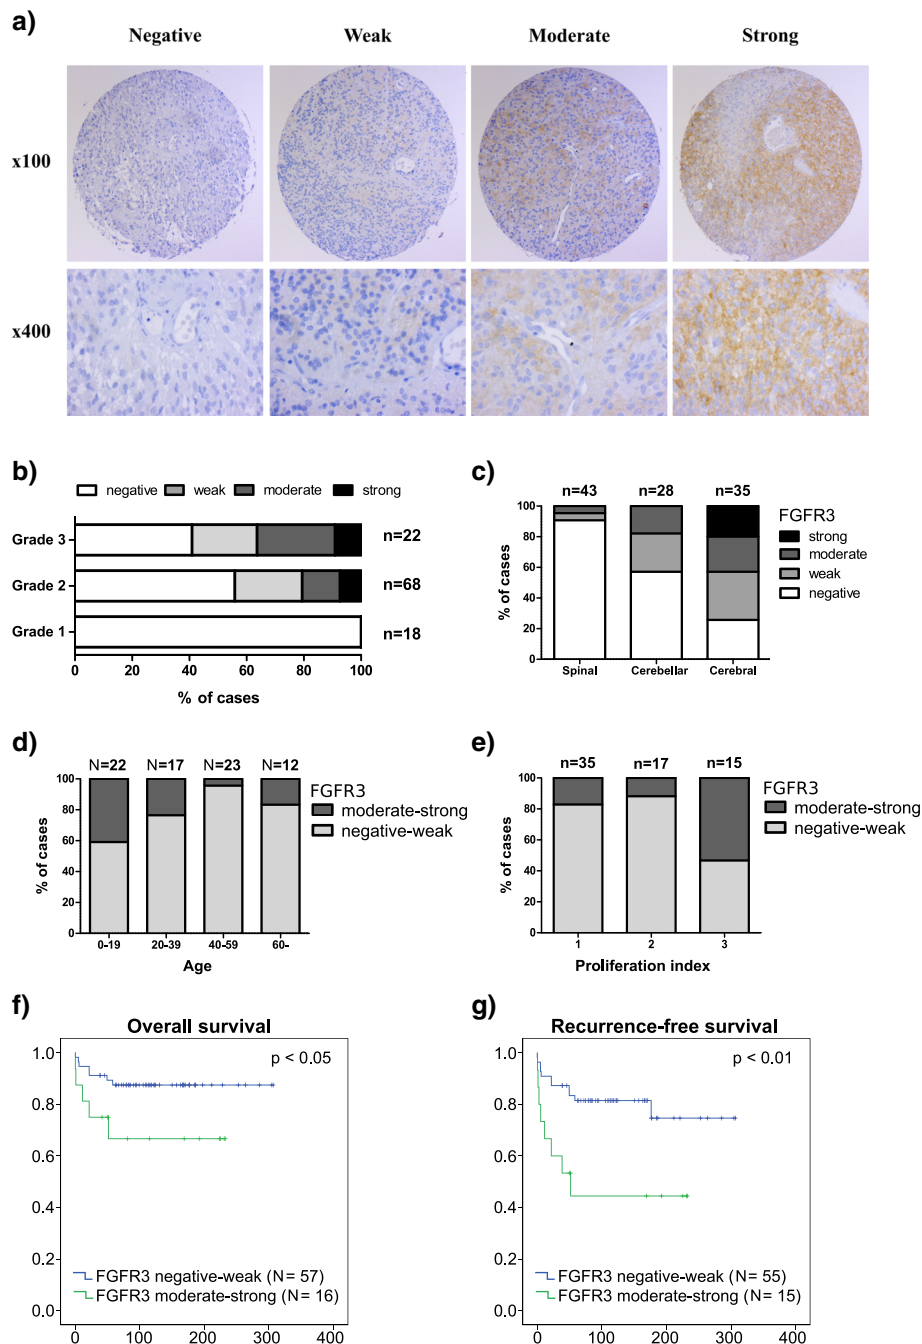 a)
Negative Weak Moderate Strong
x100
x400
b)
negative weak moderate strong
Grade 3 n=22
Grade 2 n=68
Grade 1 n=18
0 20 40 60 80 100
% of cases
c)
n=43 n=28 n=35
FGFR3
strong
moderate
weak
negative
% of cases
100
80
60
40
20
0
Spinal Cerebellar Cerebral
d)
N=22 N=17 N=23 N=12
FGFR3
moderate-strong
negative-weak
% of cases
100
80
60
40
20
0
0-19 20-39 40-59 60-
Age
e)
n=35 n=17 n=15
FGFR3
moderate-strong
negative-weak
% of cases
100
80
60
40
20
0
1 2 3
Proliferation index
f)
Overall survival
p < 0.05
1.0
0.8
0.6
0.4
0.2
0.0
FGFR3 negative-weak (N= 57)
FGFR3 moderate-strong (N= 16)
0 100 200 300 400
g)
Recurrence-free survival
p < 0.01
1.0
0.8
0.6
0.4
0.2
0.0
FGFR3 negative-weak (N= 55)
FGFR3 moderate-strong (N= 15)
0 100 200 300 400